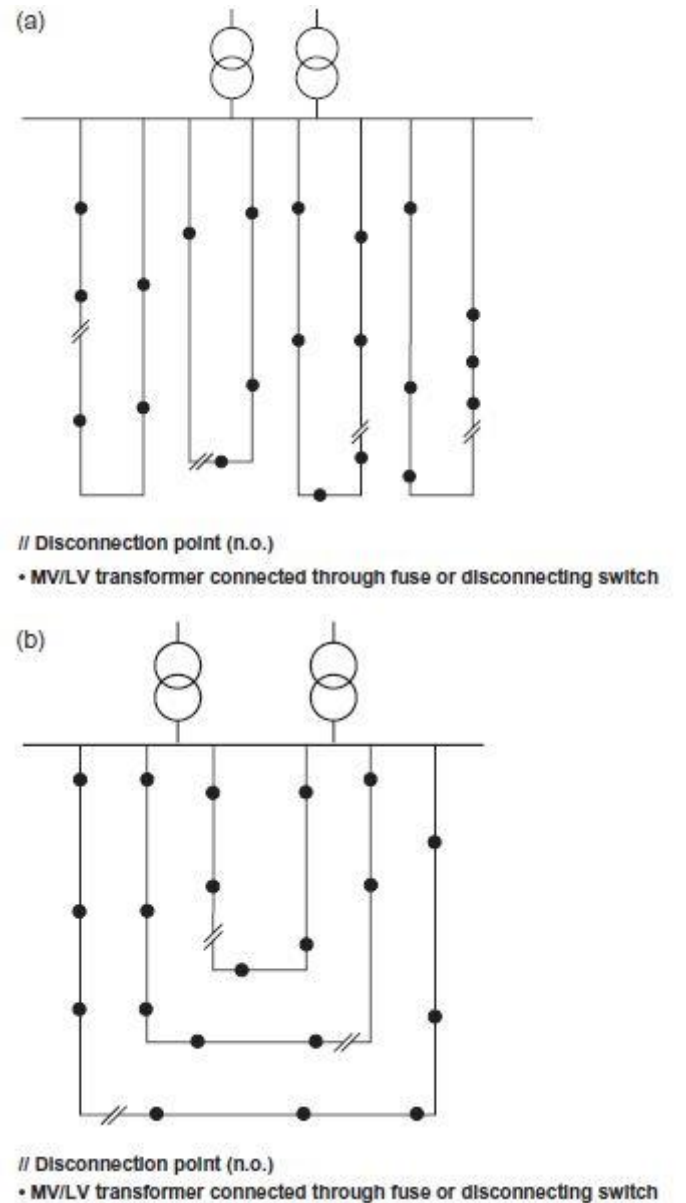 (a)
// Disconnection point (n.o.)
• MV/LV transformer connected through fuse or disconnecting switch
(b)
// Disconnection point (n.o.)
• MV/LV transformer connected through fuse or disconnecting switch